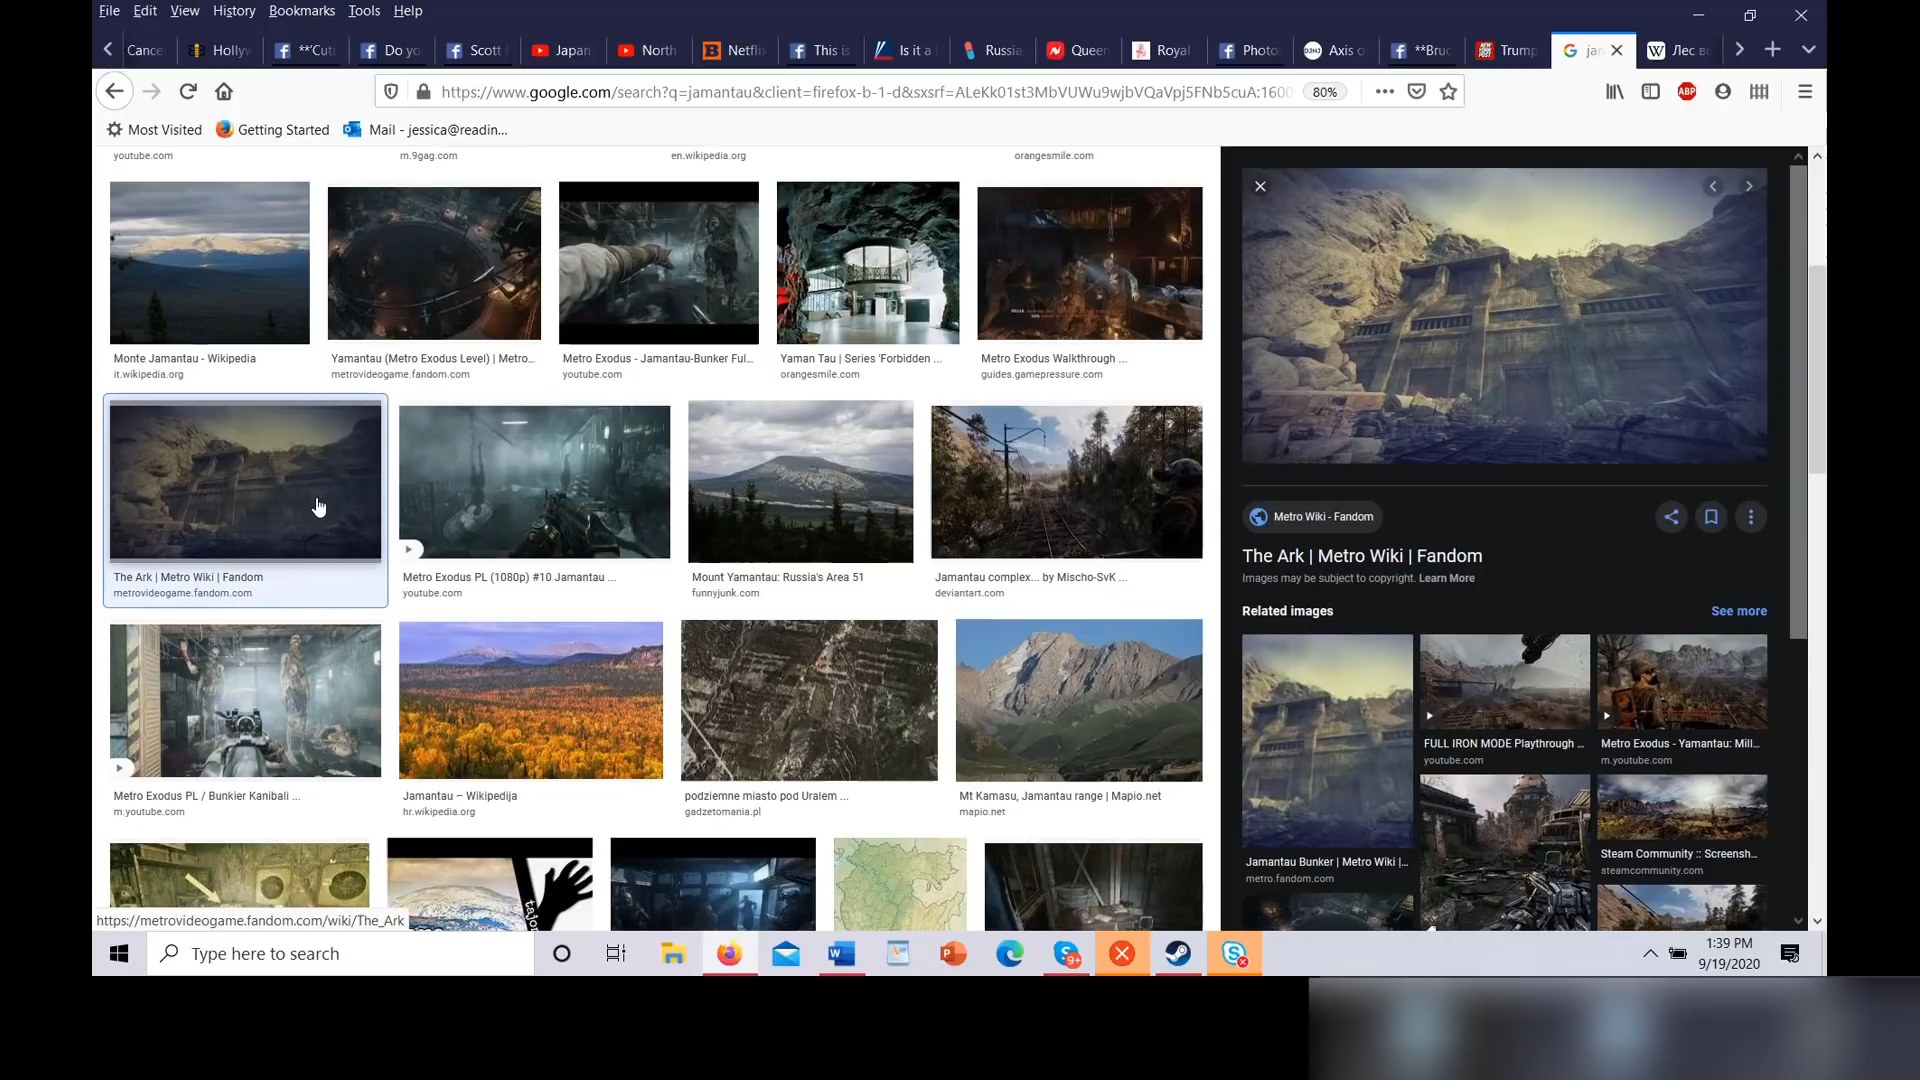 File Edit View History Bookmarks Tools Help
Cance Hollyw **'Cute Do yo Scott Japan North Netfli This is Is it a Russia Queen Royal Photo Axis o **Bruc Trump jar Лес в
https://www.google.com/search?q=jamantau&client=firefox-b-1-d&sxsrf=ALeKk01st3MbVUWu9wjbVQaVpj5FNb5cuA:1600 80% ABP
Most Visited Getting Started Mail - jessica@readin...
youtube.com m.9gag.com en.wikipedia.org orangesmile.com
Monte Jamantau - Wikipedia
it.wikipedia.org
Yamantau (Metro Exodus Level) | Metro...
metrovideogame.fandom.com
Metro Exodus - Jamantau-Bunker Ful...
youtube.com
Yaman Tau | Series 'Forbidden ...
orangesmile.com
Metro Exodus Walkthrough ...
guides.gamepressure.com
The Ark | Metro Wiki | Fandom
metrovideogame.fandom.com
Metro Exodus PL (1080p) #10 Jamantau ...
youtube.com
Mount Yamantau: Russia's Area 51
funnyjunk.com
Jamantau complex... by Mischo-SvK ...
deviantart.com
Metro Exodus PL / Bunkier Kanibali ...
m.youtube.com
Jamantau – Wikipedija
hr.wikipedia.org
podziemne miasto pod Uralem ...
gadzetomania.pl
Mt Kamasu, Jamantau range | Mapio.net
mapio.net
https://metrovideogame.fandom.com/wiki/The_Ark
Metro Wiki - Fandom
The Ark | Metro Wiki | Fandom
Images may be subject to copyright. Learn More
Related images See more
FULL IRON MODE Playthrough ...
youtube.com
Metro Exodus - Yamantau: Mill...
m.youtube.com
Jamantau Bunker | Metro Wiki |...
metro.fandom.com
Steam Community :: Screensh...
steamcommunity.com
Type here to search
9+
1:39 PM
9/19/2020